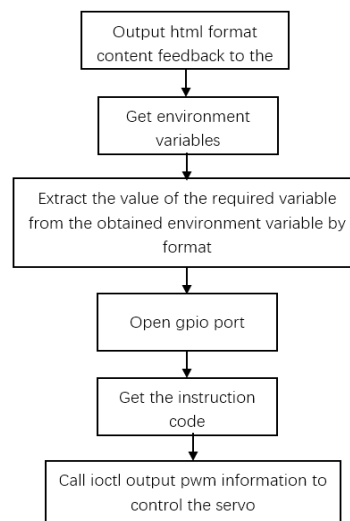 Output html format
content feedback to the
Get environment
variables
Extract the value of the required variable
from the obtained environment variable by
format
Open gpio port
Get the instruction
code
Call ioctl output pwm information to
control the servo